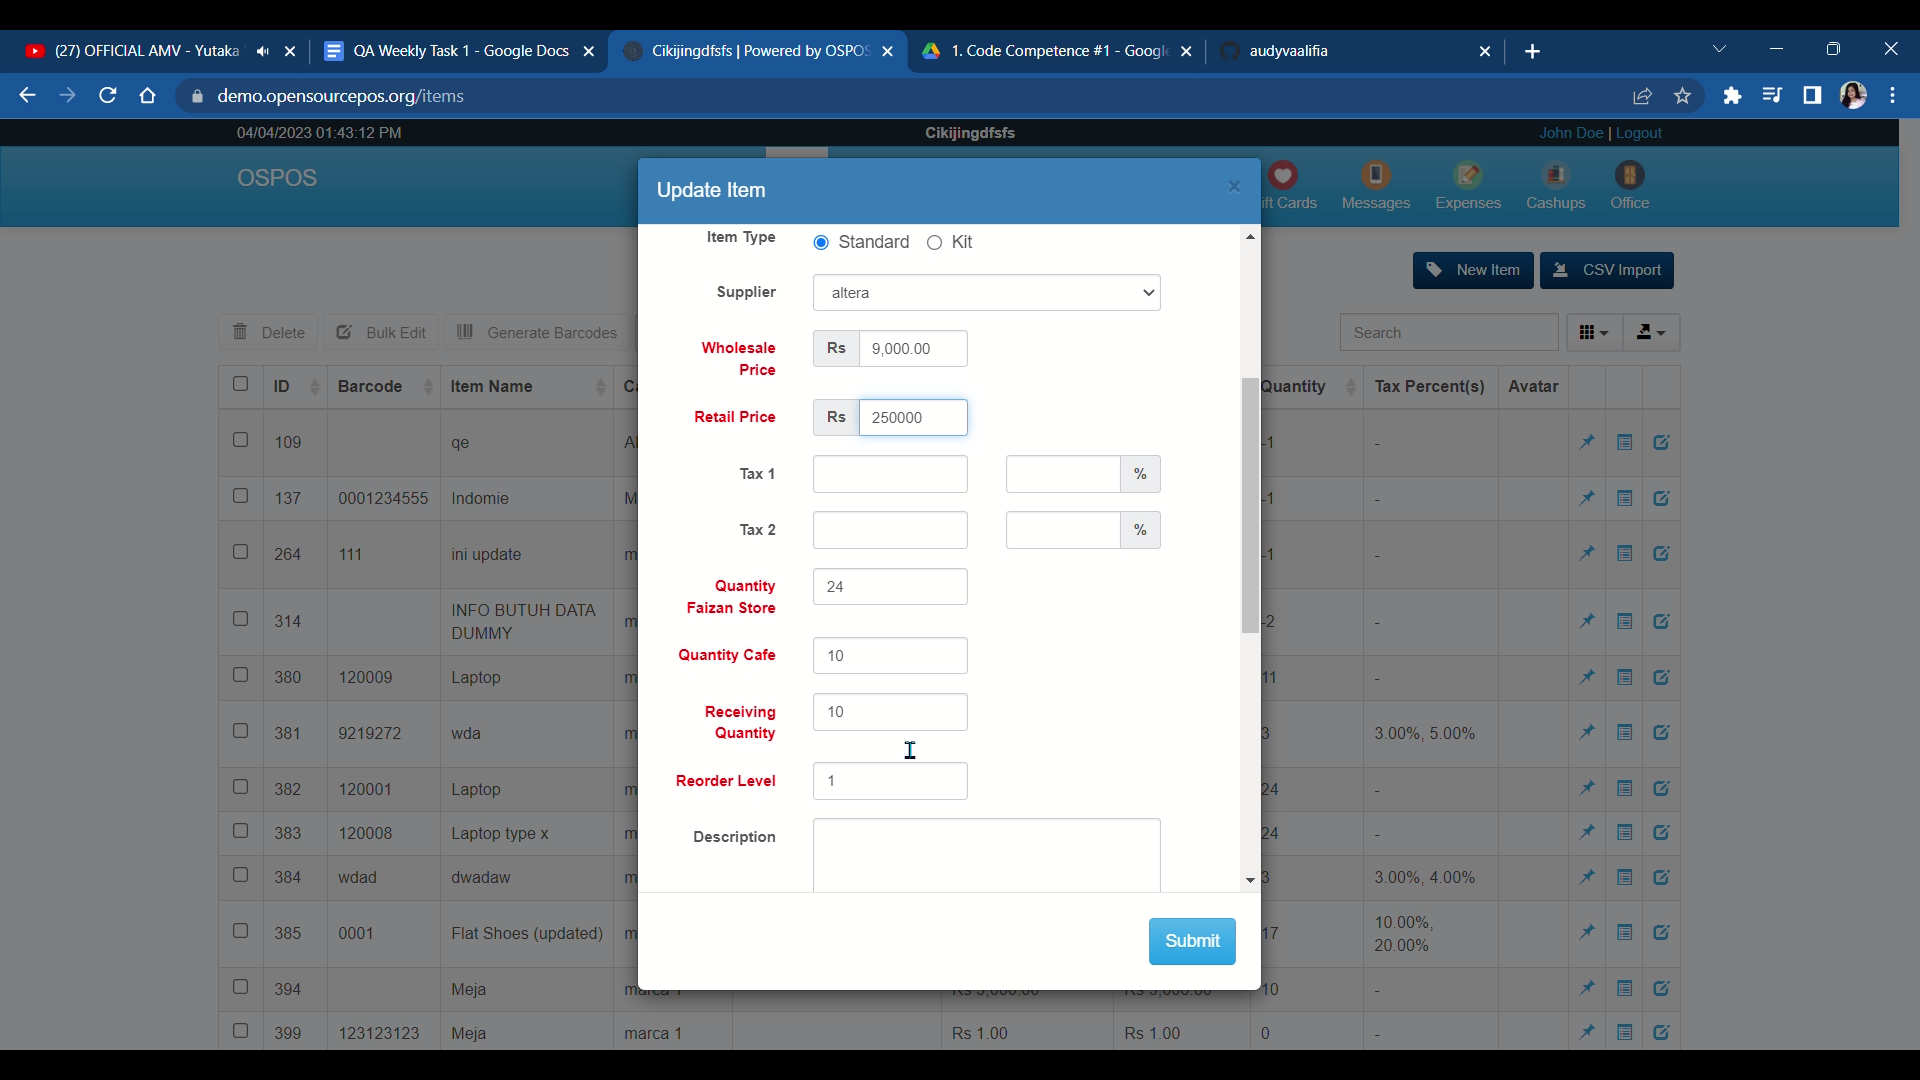 (27) OFFICIAL AMV - Yutaka
QA Weekly Task 1 - Google Docs
Cikijingdfsfs | Powered by OSPOS
1. Code Competence #1 - Google
audyvaalifia
demo.opensourcepos.org/items
04/04/2023 01:43:12 PM
Cikijingdfsfs
John Doe | Logout
OSPOS
Update Item
ift Cards
Messages
Expenses
Cashups
Office
New Item
CSV Import
Delete
Bulk Edit
Generate Barcodes
Search
Item Type
Standard
Kit
Supplier
altera
Wholesale
Price
Rs
9,000.00
Retail Price
Rs
250000
Tax 1
%
Tax 2
%
Quantity
Faizan Store
24
Quantity Cafe
10
Receiving
Quantity
10
Reorder Level
1
Description
Submit
ID Barcode Item Name Ca Quantity Tax Percent(s) Avatar
109 qe Al -1 -
137 0001234555 Indomie M -1 -
264 111 ini update m -1 -
314 INFO BUTUH DATA
DUMMY m -2 -
380 120009 Laptop m 11 -
381 9219272 wda m 3 3.00%, 5.00%
382 120001 Laptop m 24 -
383 120008 Laptop type x m 24 -
384 wdad dwadaw m 3 3.00%, 4.00%
385 0001 Flat Shoes (updated) m 17 10.00%,
20.00%
394 Meja marca 1 10 -
399 123123123 Meja marca 1 Rs 1.00 Rs 1.00 0 -